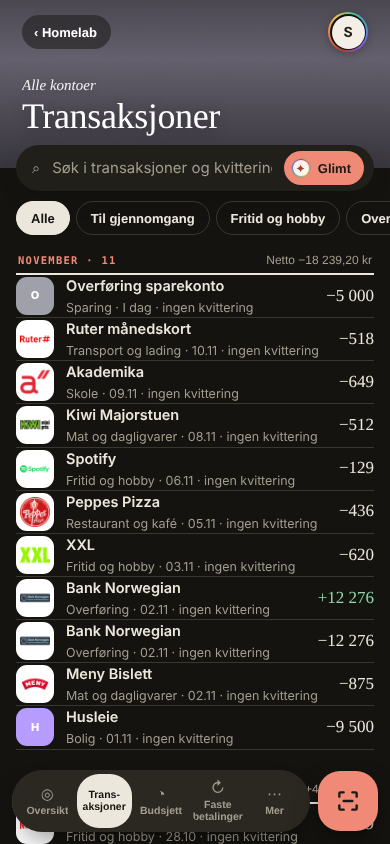 ‹ Homelab
S
Alle kontoer
Transaksjoner
Søk i transaksjoner og kvitterin
Glimt
Alle
Til gjennomgang
Fritid og hobby
Over
NOVEMBER · 11
Netto −18 239,20 kr
O
Overføring sparekonto
−5 000
Sparing · I dag · ingen kvittering
Ruter#
Ruter månedskort
−518
Transport og lading · 10.11 · ingen kvittering
a"
Akademika
−649
Skole · 09.11 · ingen kvittering
KIWI
Kiwi Majorstuen
−512
Mat og dagligvarer · 08.11 · ingen kvittering
Spotify
Spotify
−129
Fritid og hobby · 06.11 · ingen kvittering
Peppes Pizza
Peppes Pizza
−436
Restaurant og kafé · 05.11 · ingen kvittering
XXL
XXL
−620
Fritid og hobby · 03.11 · ingen kvittering
Bank Norwegian
+12 276
Overføring · 02.11 · ingen kvittering
Bank Norwegian
−12 276
Overføring · 02.11 · ingen kvittering
MENY
Meny Bislett
−875
Mat og dagligvarer · 02.11 · ingen kvittering
H
Husleie
−9 500
Bolig · 01.11 · ingen kvittering
Oversikt
Trans-
aksjoner
Budsjett
Faste
betalinger
Mer
+4
Fritid og hobby · 28.10 · ingen kvittering